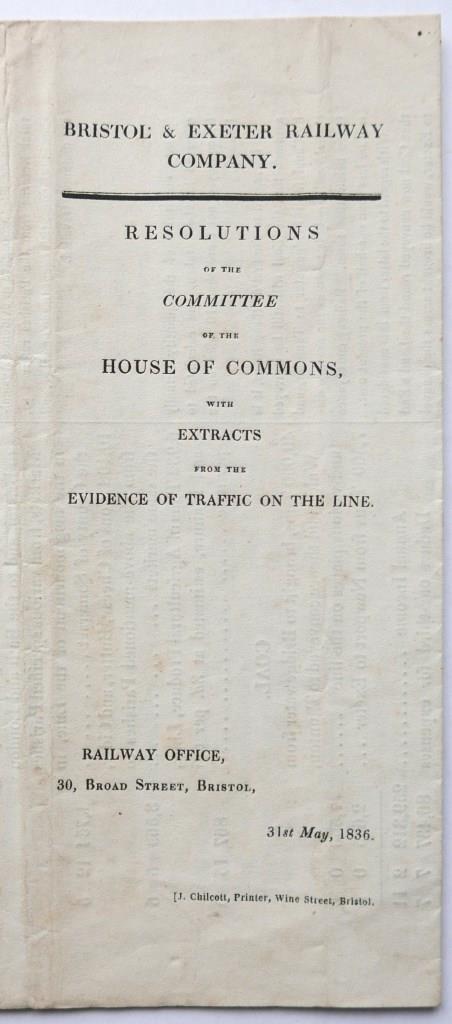 BRISTOL & EXETER RAILWAY
COMPANY.
RESOLUTIONS
OF THE
COMMITTEE
OF THE
HOUSE OF COMMONS,
WITH
EXTRACTS
FROM THE
EVIDENCE OF TRAFFIC ON THE LINE.
RAILWAY OFFICE,
30, BROAD STREET, BRISTOL,
31st May, 1836.
[J. Chilcott, Printer, Wine Street, Bristol.